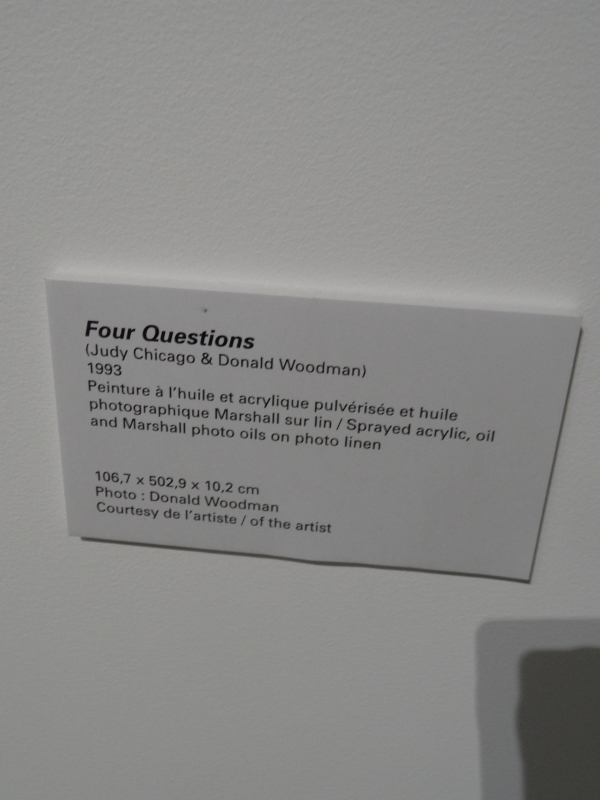 Four Questions
(Judy Chicago & Donald Woodman)
1993
Peinture à l'huile et acrylique pulvérisée et huile
photographique Marshall sur lin / Sprayed acrylic, oil
and Marshall photo oils on photo linen
106,7 x 502,9 x 10,2 cm
Photo : Donald Woodman
Courtesy de l'artiste / of the artist